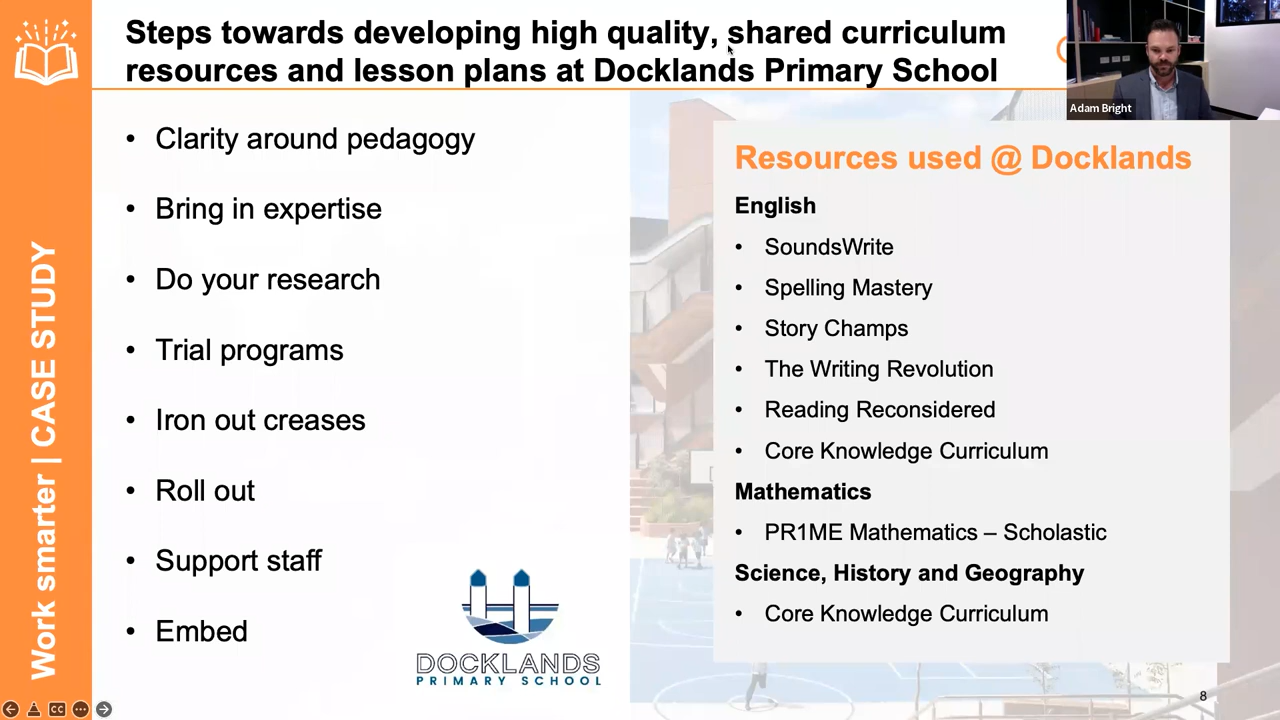 Steps towards developing high quality, shared curriculum
resources and lesson plans at Docklands Primary School
Adam Bright
Work smarter | CASE STUDY
• Clarity around pedagogy
• Bring in expertise
• Do your research
• Trial programs
• Iron out creases
• Roll out
• Support staff
• Embed
DOCKLANDS
PRIMARY SCHOOL
Resources used @ Docklands
English
• SoundsWrite
• Spelling Mastery
• Story Champs
• The Writing Revolution
• Reading Reconsidered
• Core Knowledge Curriculum
Mathematics
• PR1ME Mathematics – Scholastic
Science, History and Geography
• Core Knowledge Curriculum
8
CC